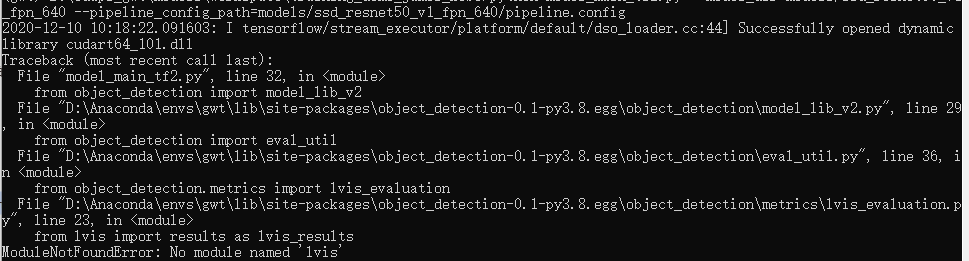 _fpn_640 --pipeline_config_path=models/ssd_resnet50_v1_fpn_640/pipeline.config
2020-12-10 10:18:22.091603: I tensorflow/stream_executor/platform/default/dso_loader.cc:44] Successfully opened dynamic
library cudart64_101.dll
Traceback (most recent call last):
  File "model_main_tf2.py", line 32, in <module>
    from object_detection import model_lib_v2
  File "D:\Anaconda\envs\gwt\lib\site-packages\object_detection-0.1-py3.8.egg\object_detection\model_lib_v2.py", line 29
, in <module>
    from object_detection import eval_util
  File "D:\Anaconda\envs\gwt\lib\site-packages\object_detection-0.1-py3.8.egg\object_detection\eval_util.py", line 36, i
n <module>
    from object_detection.metrics import lvis_evaluation
  File "D:\Anaconda\envs\gwt\lib\site-packages\object_detection-0.1-py3.8.egg\object_detection\metrics\lvis_evaluation.p
y", line 23, in <module>
    from lvis import results as lvis_results
ModuleNotFoundError: No module named 'lvis'